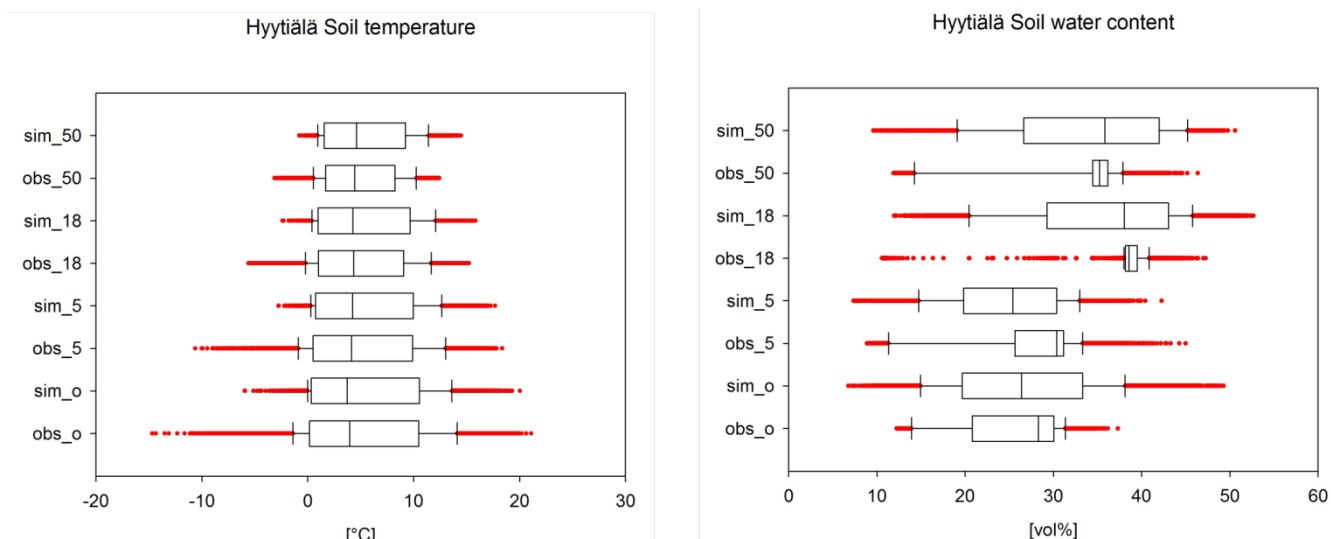 Hyytiälä Soil temperature
sim_50
obs_50
sim_18
obs_18
sim_5
obs_5
sim_o
obs_o
-20 -10 0 10 20 30
[°C]
Hyytiälä Soil water content
sim_50
obs_50
sim_18
obs_18
sim_5
obs_5
sim_o
obs_o
0 10 20 30 40 50 60
[vol%]